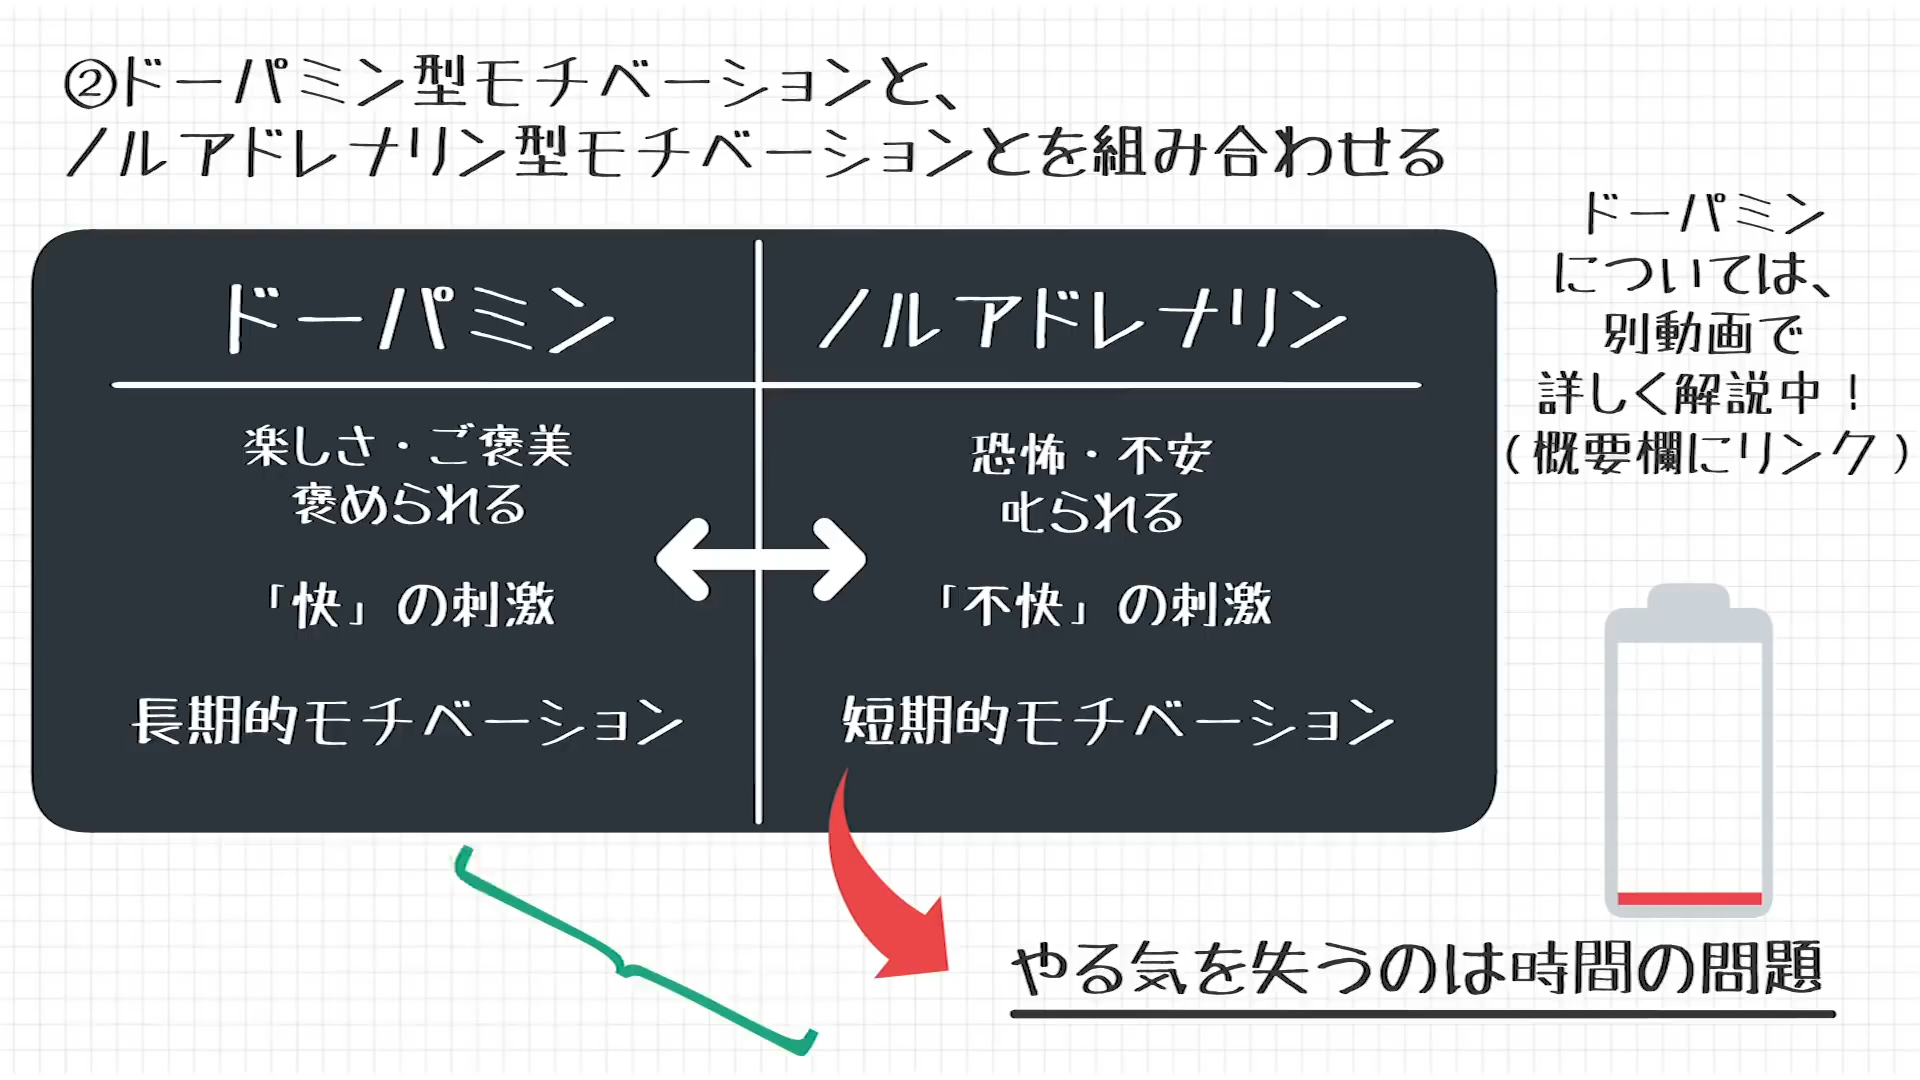 ②ドーパミン型モチベーションと、
ノルアドレナリン型モチベーションとを組み合わせる
ドーパミン
については、
別動画で
詳しく解説中！
（概要欄にリンク）
ドーパミン
ノルアドレナリン
楽しさ・ご褒美
褒められる
恐怖・不安
叱られる
「快」の刺激
「不快」の刺激
長期的モチベーション
短期的モチベーション
やる気を失うのは時間の問題